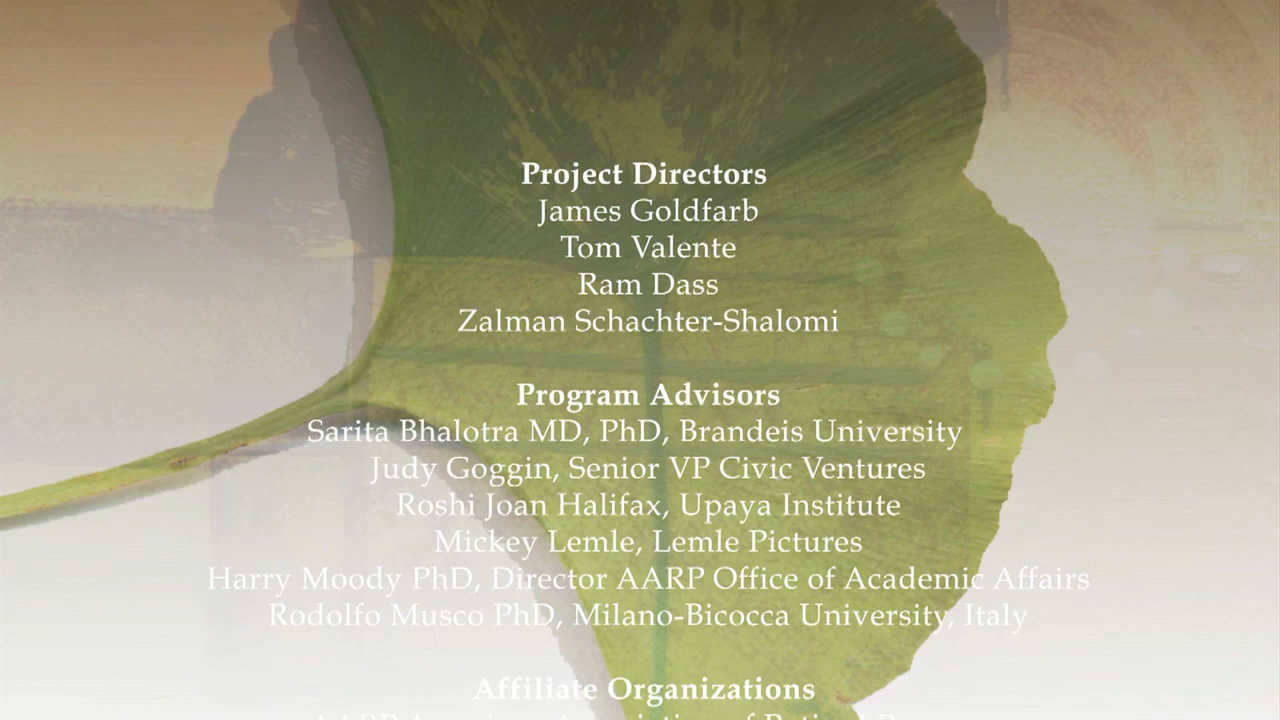 Project Directors
James Goldfarb
Tom Valente
Ram Dass
Zalman Schachter-Shalomi
Program Advisors
Sarita Bhalotra MD, PhD, Brandeis University
Judy Goggin, Senior VP Civic Ventures
Roshi Joan Halifax, Upaya Institute
Mickey Lemle, Lemle Pictures
Harry Moody PhD, Director AARP Office of Academic Affairs
Rodolfo Musco PhD, Milano-Bicocca University, Italy
Affiliate Organizations